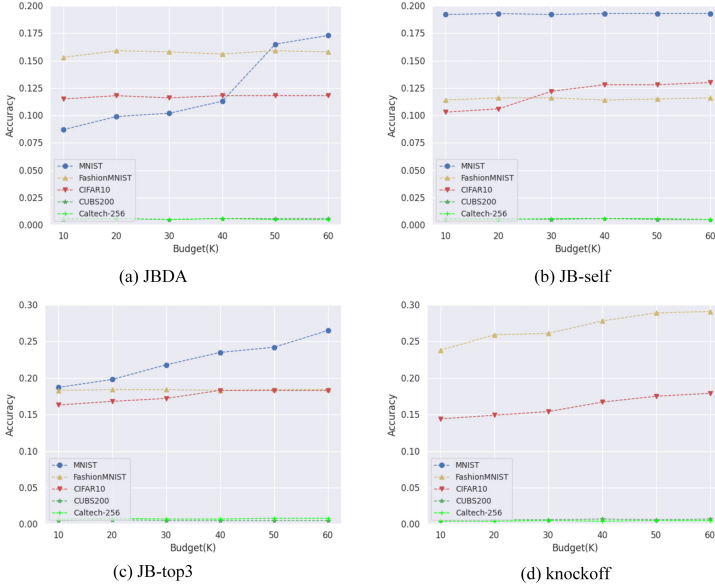 0.200
0.175
0.150
0.125
0.100
0.075
0.050
0.025
0.000
Accuracy
MNIST
FashionMNIST
CIFAR10
CUBS200
Caltech-256
10 20 30 40 50 60
Budget(K)
(a) JBDA
0.200
0.175
0.150
0.125
0.100
0.075
0.050
0.025
0.000
Accuracy
MNIST
FashionMNIST
CIFAR10
CUBS200
Caltech-256
10 20 30 40 50 60
Budget(K)
(b) JB-self
0.30
0.25
0.20
0.15
0.10
0.05
0.00
Accuracy
MNIST
FashionMNIST
CIFAR10
CUBS200
Caltech-256
10 20 30 40 50 60
Budget(K)
(c) JB-top3
0.30
0.25
0.20
0.15
0.10
0.05
0.00
Accuracy
MNIST
FashionMNIST
CIFAR10
CUBS200
Caltech-256
10 20 30 40 50 60
Budget(K)
(d) knockoff